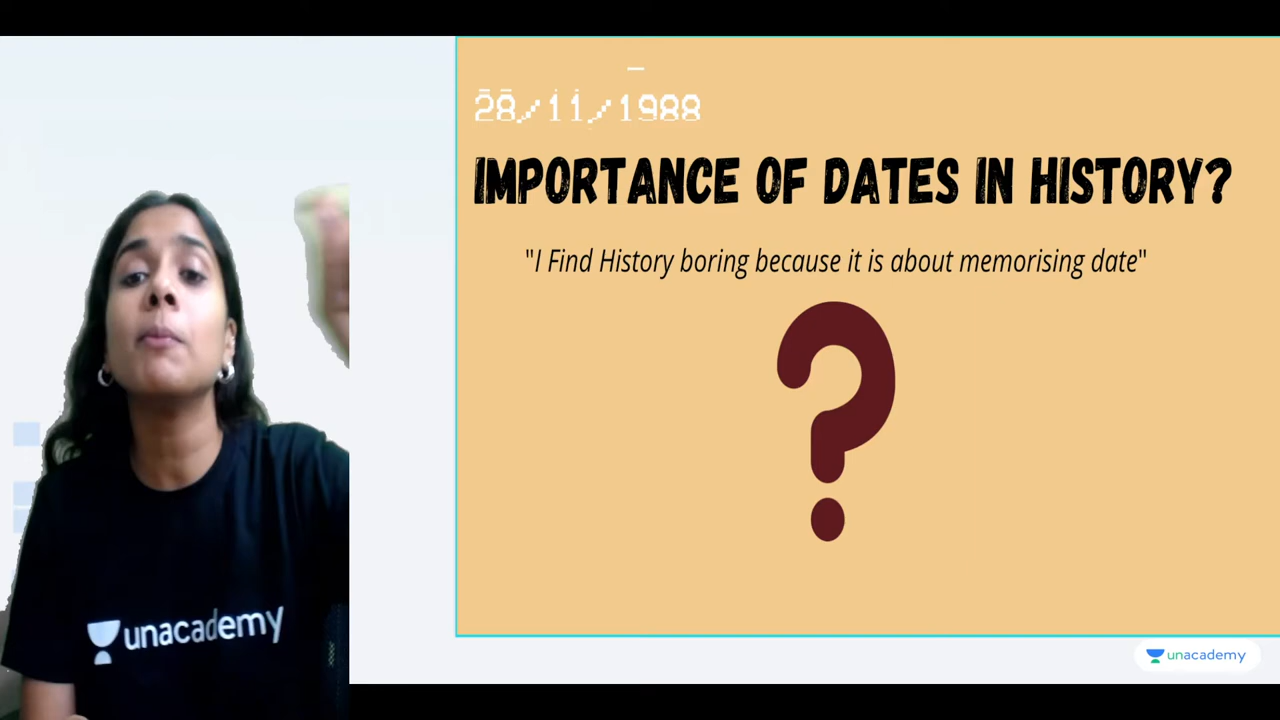 28/11/1988
IMPORTANCE OF DATES IN HISTORY?
"I Find History boring because it is about memorising date"
?
unacademy
unacademy